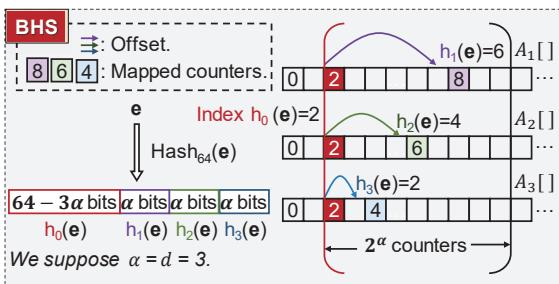 BHS
: Offset.
8 6 4 : Mapped counters.
e
Hash₆₄(e)
64 − 3α bits α bits α bits α bits
h₀(e) h₁(e) h₂(e) h₃(e)
We suppose α = d = 3.
h₁(e)=6 A₁[]
0 2 8 ...
Index h₀(e)=2 h₂(e)=4 A₂[]
0 2 6 ...
h₃(e)=2 A₃[]
0 2 4 ...
2^α counters